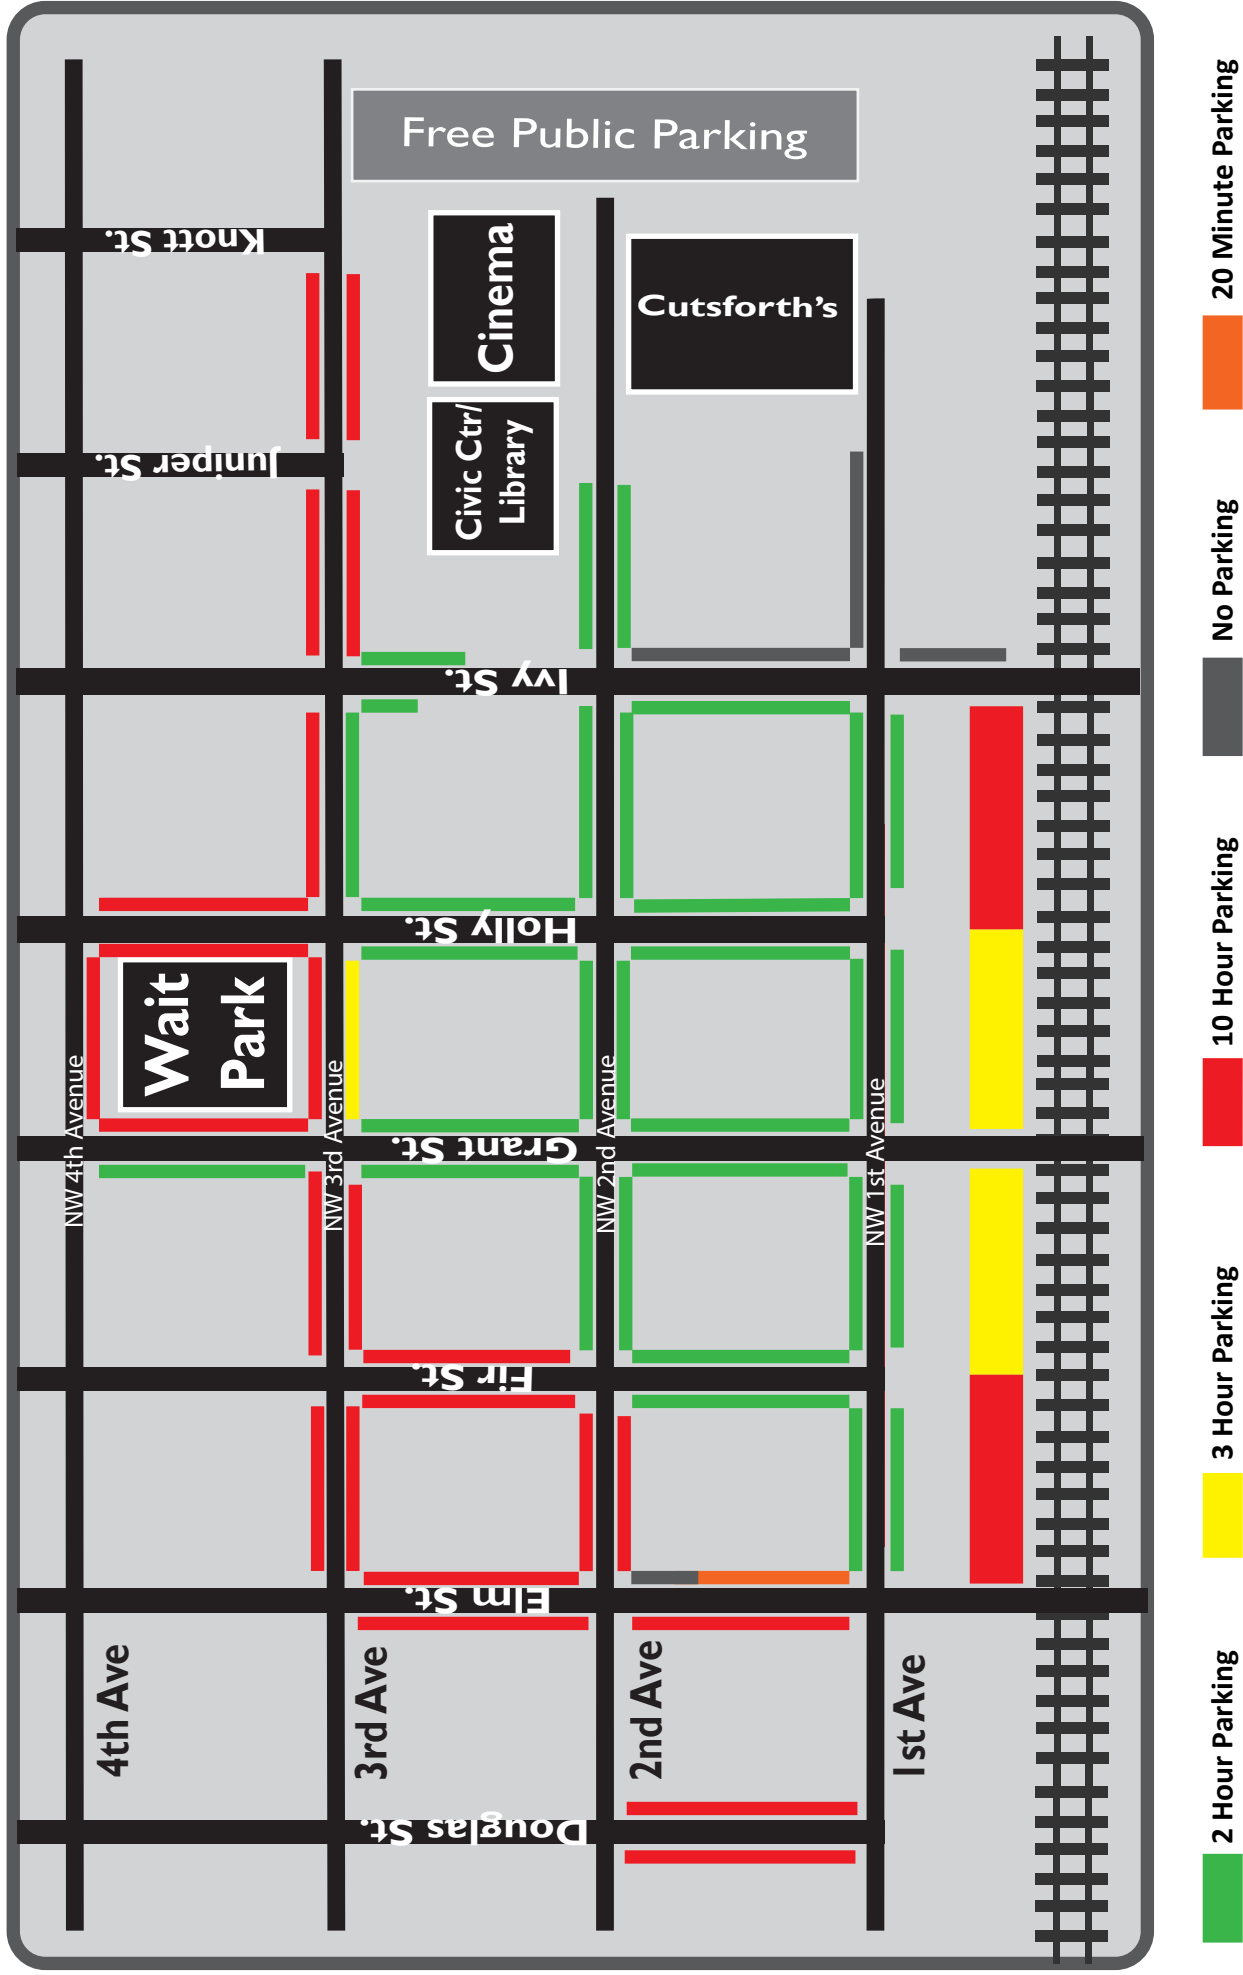 Free Public Parking
Knott St.
Cinema
Cutsforth's
Civic Ctr/
Library
Juniper St.
Ivy St.
Holly St.
Wait
Park
NW 4th Avenue
NW 3rd Avenue
NW 2nd Avenue
NW 1st Avenue
Grant St.
Fir St.
Elm St.
4th Ave
3rd Ave
2nd Ave
1st Ave
Douglas St.
2 Hour Parking
3 Hour Parking
10 Hour Parking
No Parking
20 Minute Parking